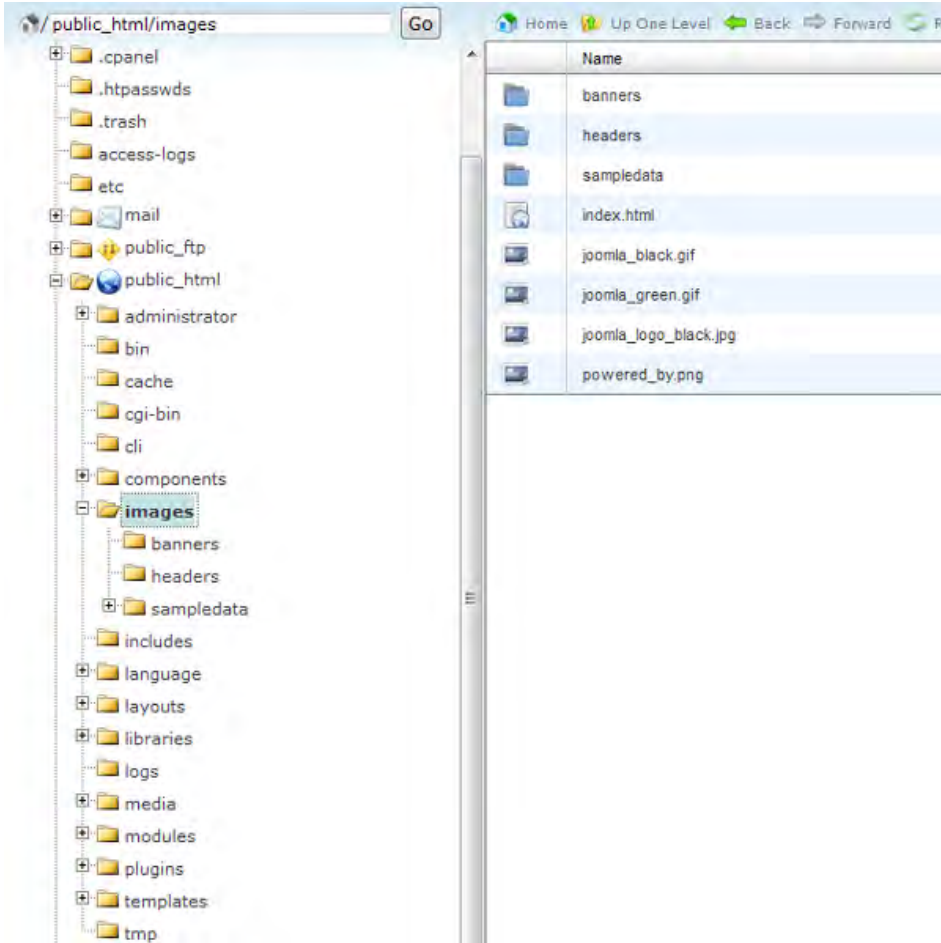 / public_html/images Go
.cpanel
.htpasswds
.trash
access-logs
etc
mail
public_ftp
public_html
administrator
bin
cache
cgi-bin
cli
components
images
banners
headers
sampledata
includes
language
layouts
libraries
logs
media
modules
plugins
templates
tmp
Home Up One Level Back Forward
Name
banners
headers
sampledata
index.html
joomla_black.gif
joomla_green.gif
joomla_logo_black.jpg
powered_by.png